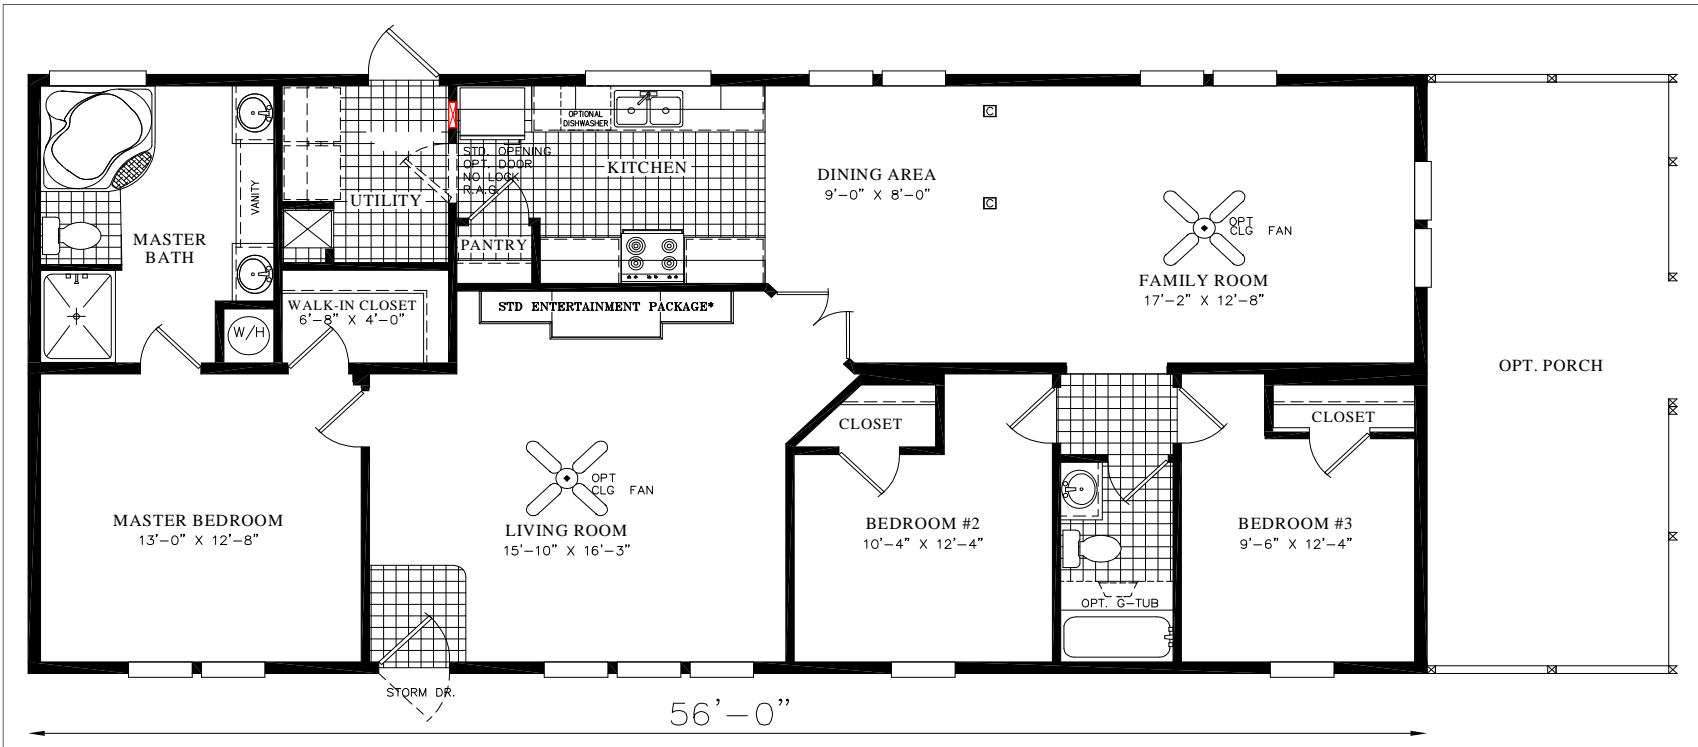 OPTIONAL
DISHWASHER
STD. OPENING
OPT. DOOR
NO LOCK
R.A.G.
KITCHEN
DINING AREA
9'-0" X 8'-0"
VANITY
UTILITY
OPT
CLG FAN
MASTER
BATH
PANTRY
FAMILY ROOM
17'-2" X 12'-8"
WALK-IN CLOSET
6'-8" X 4'-0"
STD ENTERTAINMENT PACKAGE*
W/H
C
C
OPT. PORCH
CLOSET
CLOSET
OPT
CLG FAN
MASTER BEDROOM
13'-0" X 12'-8"
LIVING ROOM
15'-10" X 16'-3"
BEDROOM #2
10'-4" X 12'-4"
BEDROOM #3
9'-6" X 12'-4"
OPT. G-TUB
STORM DR.
56'-0"